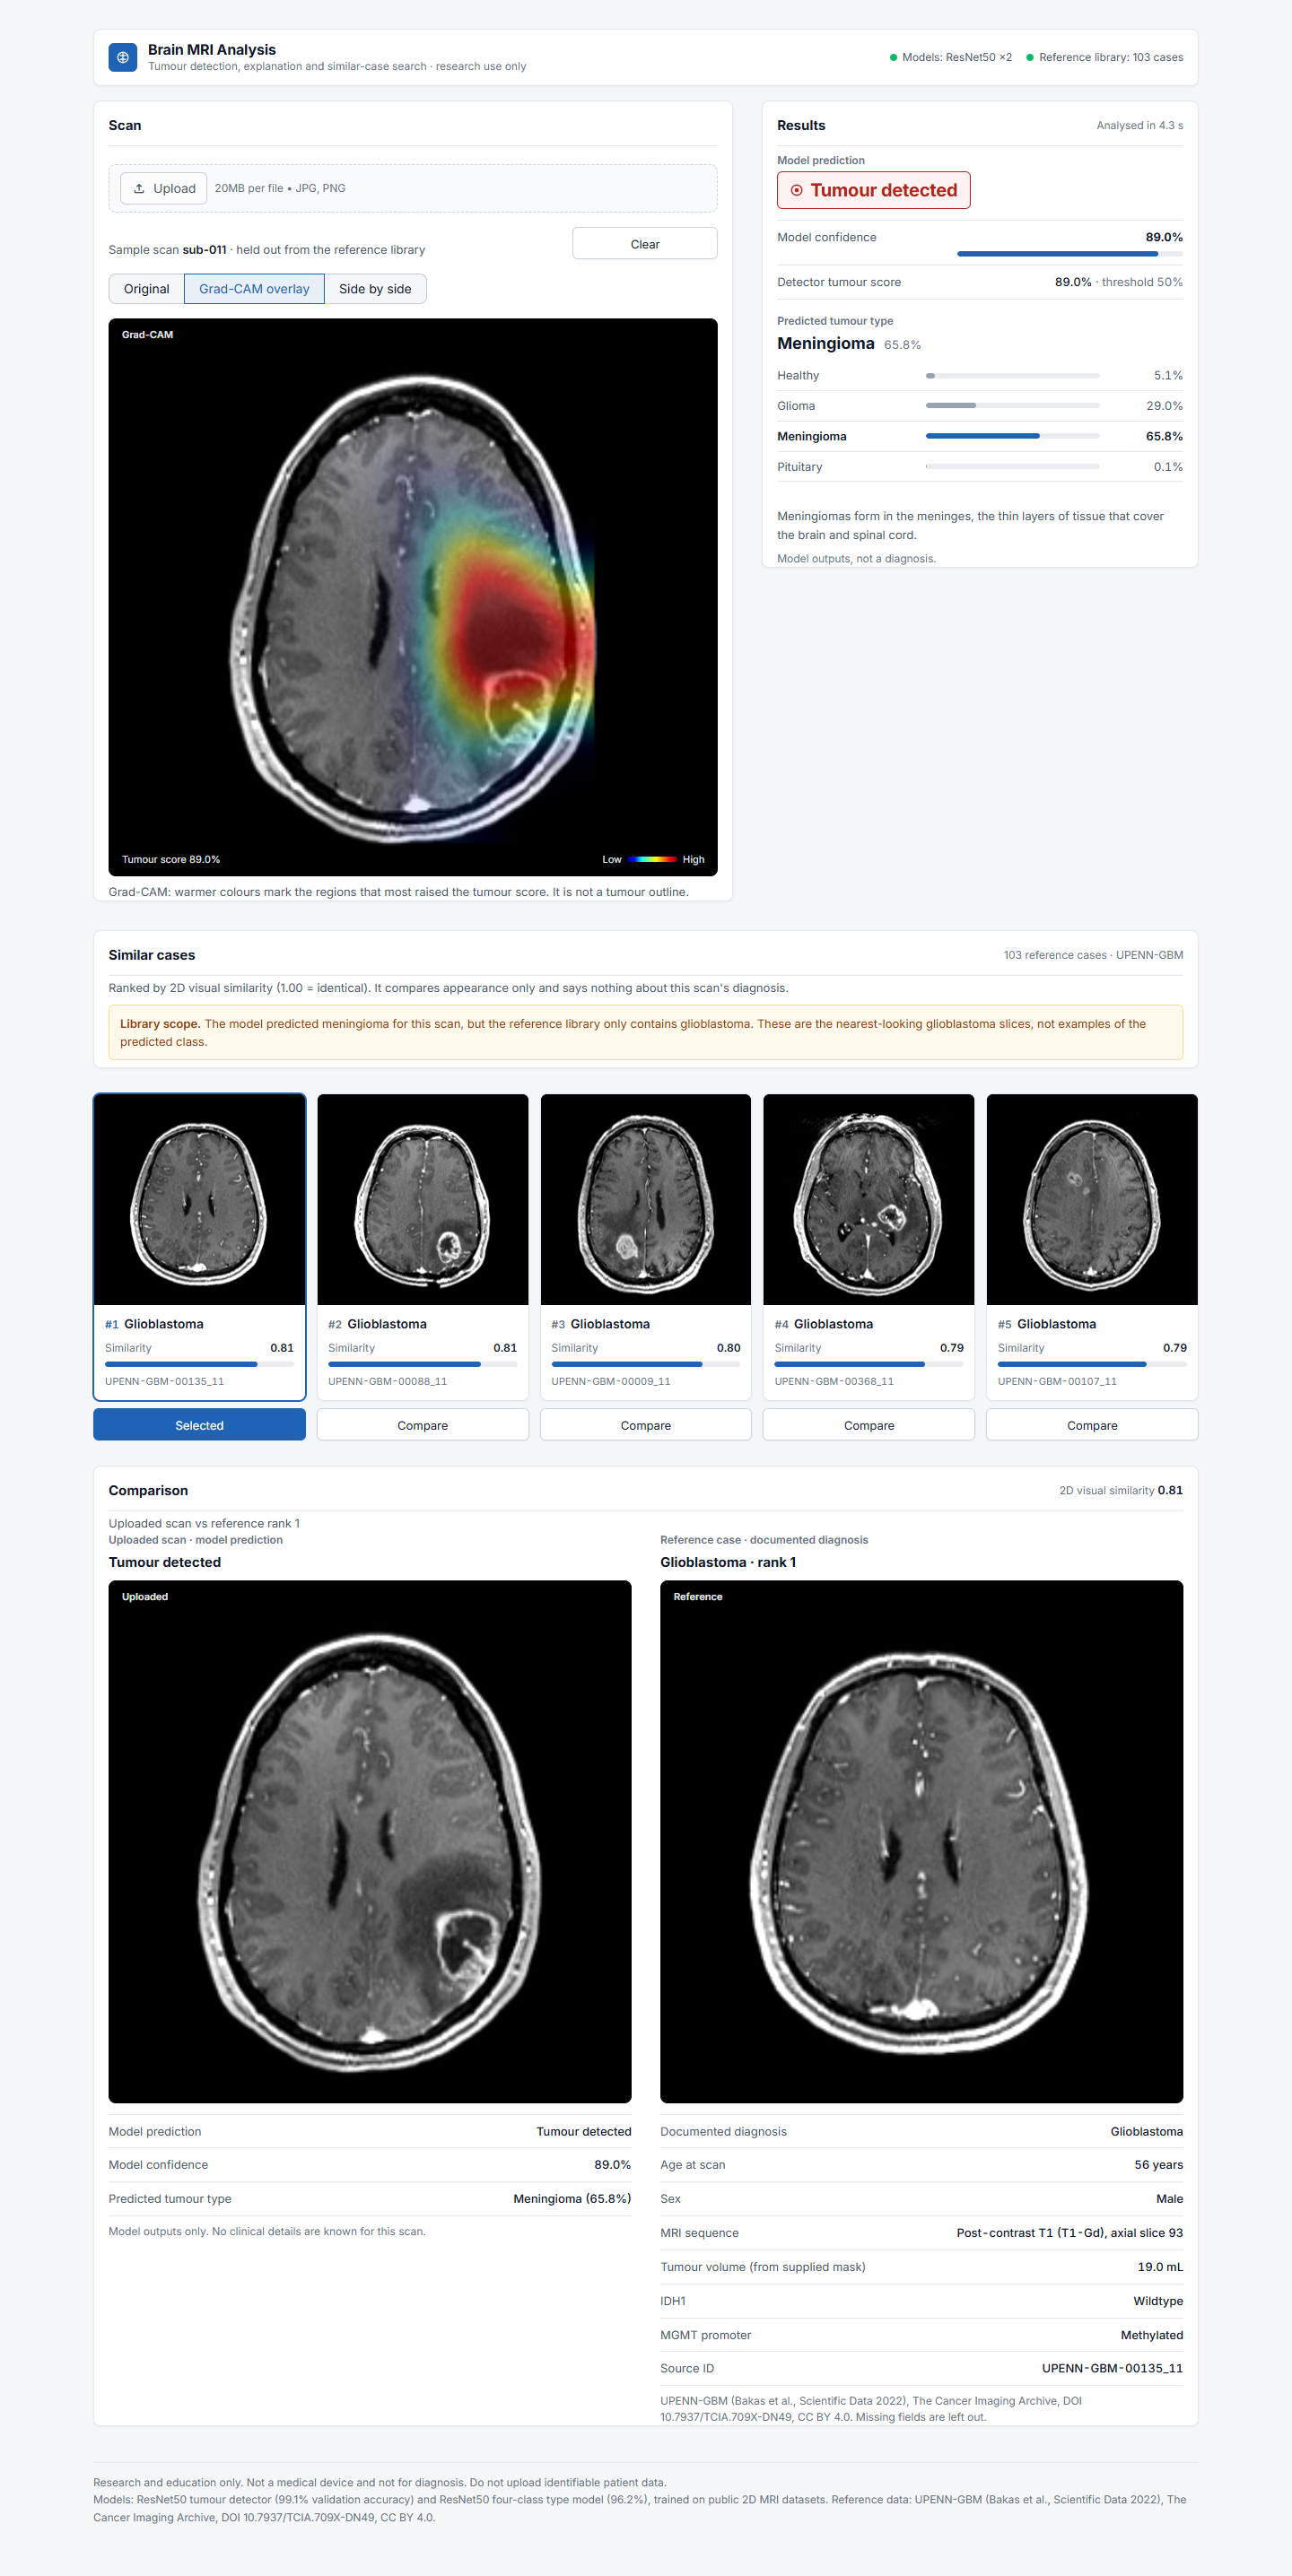 Brain MRI Analysis
Tumour detection, explanation and similar-case search · research use only
Models: ResNet50 ×2
Reference library: 103 cases
Scan
Upload
20MB per file • JPG, PNG
Sample scan sub-011 · held out from the reference library
Clear
Original
Grad-CAM overlay
Side by side
Grad-CAM
Tumour score 89.0%
Low
High
Grad-CAM: warmer colours mark the regions that most raised the tumour score. It is not a tumour outline.
Results
Analysed in 4.3 s
Model prediction
Tumour detected
Model confidence
89.0%
Detector tumour score
89.0% · threshold 50%
Predicted tumour type
Meningioma 65.8%
Healthy
5.1%
Glioma
29.0%
Meningioma
65.8%
Pituitary
0.1%
Meningiomas form in the meninges, the thin layers of tissue that cover
the brain and spinal cord.
Model outputs, not a diagnosis.
Similar cases
103 reference cases · UPENN-GBM
Ranked by 2D visual similarity (1.00 = identical). It compares appearance only and says nothing about this scan's diagnosis.
Library scope. The model predicted meningioma for this scan, but the reference library only contains glioblastoma. These are the nearest-looking glioblastoma slices, not examples of the
predicted class.
#1 Glioblastoma
Similarity 0.81
UPENN-GBM-00135_11
Selected
#2 Glioblastoma
Similarity 0.81
UPENN-GBM-00088_11
Compare
#3 Glioblastoma
Similarity 0.80
UPENN-GBM-00009_11
Compare
#4 Glioblastoma
Similarity 0.79
UPENN-GBM-00368_11
Compare
#5 Glioblastoma
Similarity 0.79
UPENN-GBM-00107_11
Compare
Comparison
2D visual similarity 0.81
Uploaded scan vs reference rank 1
Uploaded scan · model prediction
Tumour detected
Uploaded
Model prediction
Tumour detected
Model confidence
89.0%
Predicted tumour type
Meningioma (65.8%)
Model outputs only. No clinical details are known for this scan.
Reference case · documented diagnosis
Glioblastoma · rank 1
Reference
Documented diagnosis
Glioblastoma
Age at scan
56 years
Sex
Male
MRI sequence
Post-contrast T1 (T1-Gd), axial slice 93
Tumour volume (from supplied mask)
19.0 mL
IDH1
Wildtype
MGMT promoter
Methylated
Source ID
UPENN-GBM-00135_11
UPENN-GBM (Bakas et al., Scientific Data 2022), The Cancer Imaging Archive, DOI
10.7937/TCIA.709X-DN49, CC BY 4.0. Missing fields are left out.
Research and education only. Not a medical device and not for diagnosis. Do not upload identifiable patient data.
Models: ResNet50 tumour detector (99.1% validation accuracy) and ResNet50 four-class type model (96.2%), trained on public 2D MRI datasets. Reference data: UPENN-GBM (Bakas et al., Scientific Data 2022), The
Cancer Imaging Archive, DOI 10.7937/TCIA.709X-DN49, CC BY 4.0.